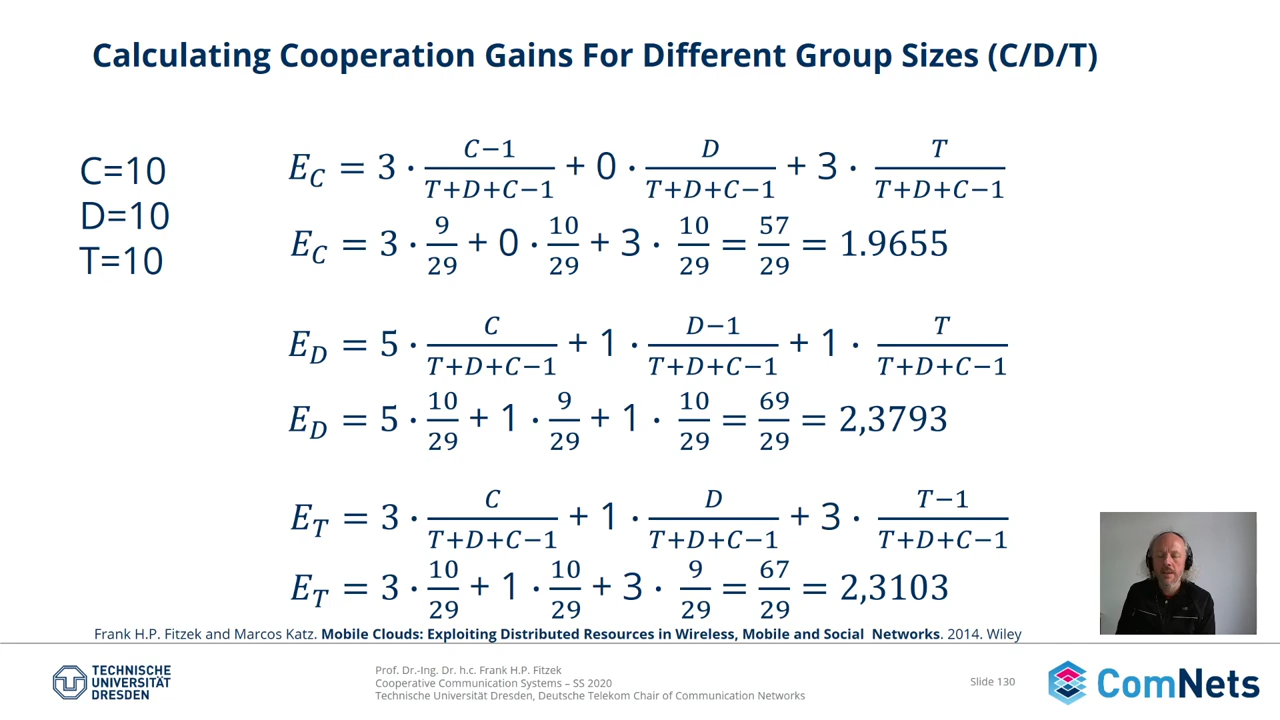 Calculating Cooperation Gains For Different Group Sizes (C/D/T)
C=10
D=10
T=10
E_C = 3 · (C−1)/(T+D+C−1) + 0 · D/(T+D+C−1) + 3 · T/(T+D+C−1)
E_C = 3 · 9/29 + 0 · 10/29 + 3 · 10/29 = 57/29 = 1.9655
E_D = 5 · C/(T+D+C−1) + 1 · (D−1)/(T+D+C−1) + 1 · T/(T+D+C−1)
E_D = 5 · 10/29 + 1 · 9/29 + 1 · 10/29 = 69/29 = 2,3793
E_T = 3 · C/(T+D+C−1) + 1 · D/(T+D+C−1) + 3 · (T−1)/(T+D+C−1)
E_T = 3 · 10/29 + 1 · 10/29 + 3 · 9/29 = 67/29 = 2,3103
Frank H.P. Fitzek and Marcos Katz. Mobile Clouds: Exploiting Distributed Resources in Wireless, Mobile and Social Networks. 2014. Wiley
TECHNISCHE
UNIVERSITÄT
DRESDEN
Prof. Dr.-Ing. Dr. h.c. Frank H.P. Fitzek
Cooperative Communication Systems – SS 2020
Technische Universität Dresden, Deutsche Telekom Chair of Communication Networks
Slide 130
ComNets